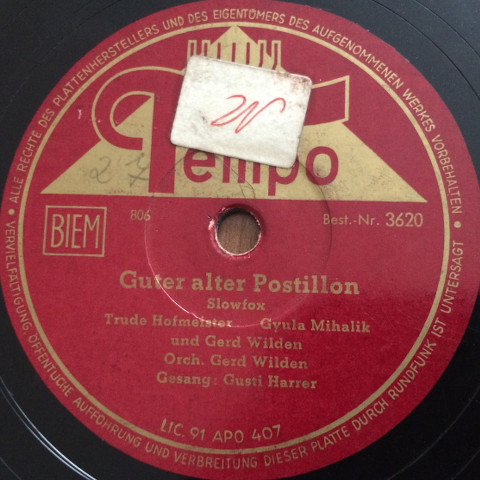 ALLE RECHTE DES PLATTENHERSTELLERS UND DES EIGENTÜMERS DES AUFGENOMMENEN WERKES VORBEHALTEN
Tempo
27
BIEM
806
Best.-Nr. 3620
Guter alter Postillon
Slowfox
Trude Hofmeister Gyula Mihalik
und Gerd Wilden
Orch. Gerd Wilden
Gesang: Gusti Harrer
LIC. 91 APO 407
VERVIELFÄLTIGUNG, ÖFFENTLICHE AUFFÜHRUNG UND VERBREITUNG DIESER PLATTE DURCH RUNDFUNK IST UNTERSAGT